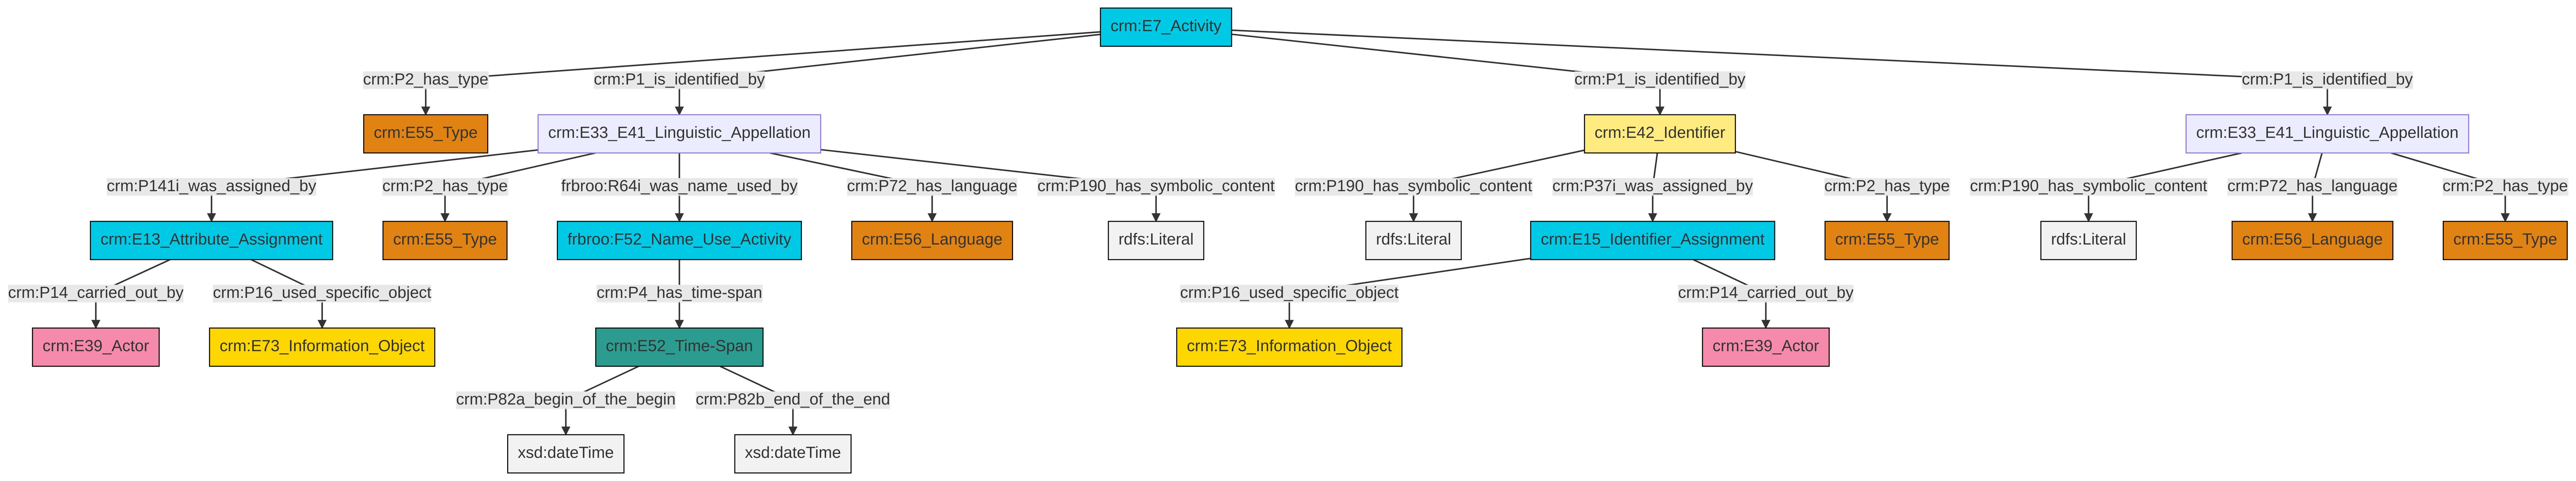 crm:E7_Activity
crm:P2_has_type
crm:P1_is_identified_by
crm:P1_is_identified_by
crm:P1_is_identified_by
crm:E55_Type
crm:E33_E41_Linguistic_Appellation
crm:E42_Identifier
crm:E33_E41_Linguistic_Appellation
crm:P141i_was_assigned_by
crm:P2_has_type
frbroo:R64i_was_name_used_by
crm:P72_has_language
crm:P190_has_symbolic_content
crm:P190_has_symbolic_content
crm:P37i_was_assigned_by
crm:P2_has_type
crm:P190_has_symbolic_content
crm:P72_has_language
crm:P2_has_type
crm:E13_Attribute_Assignment
crm:E55_Type
frbroo:F52_Name_Use_Activity
crm:E56_Language
rdfs:Literal
rdfs:Literal
crm:E15_Identifier_Assignment
crm:E55_Type
rdfs:Literal
crm:E56_Language
crm:E55_Type
crm:P14_carried_out_by
crm:P16_used_specific_object
crm:P4_has_time-span
crm:P16_used_specific_object
crm:P14_carried_out_by
crm:E39_Actor
crm:E73_Information_Object
crm:E52_Time-Span
crm:E73_Information_Object
crm:E39_Actor
crm:P82a_begin_of_the_begin
crm:P82b_end_of_the_end
xsd:dateTime
xsd:dateTime